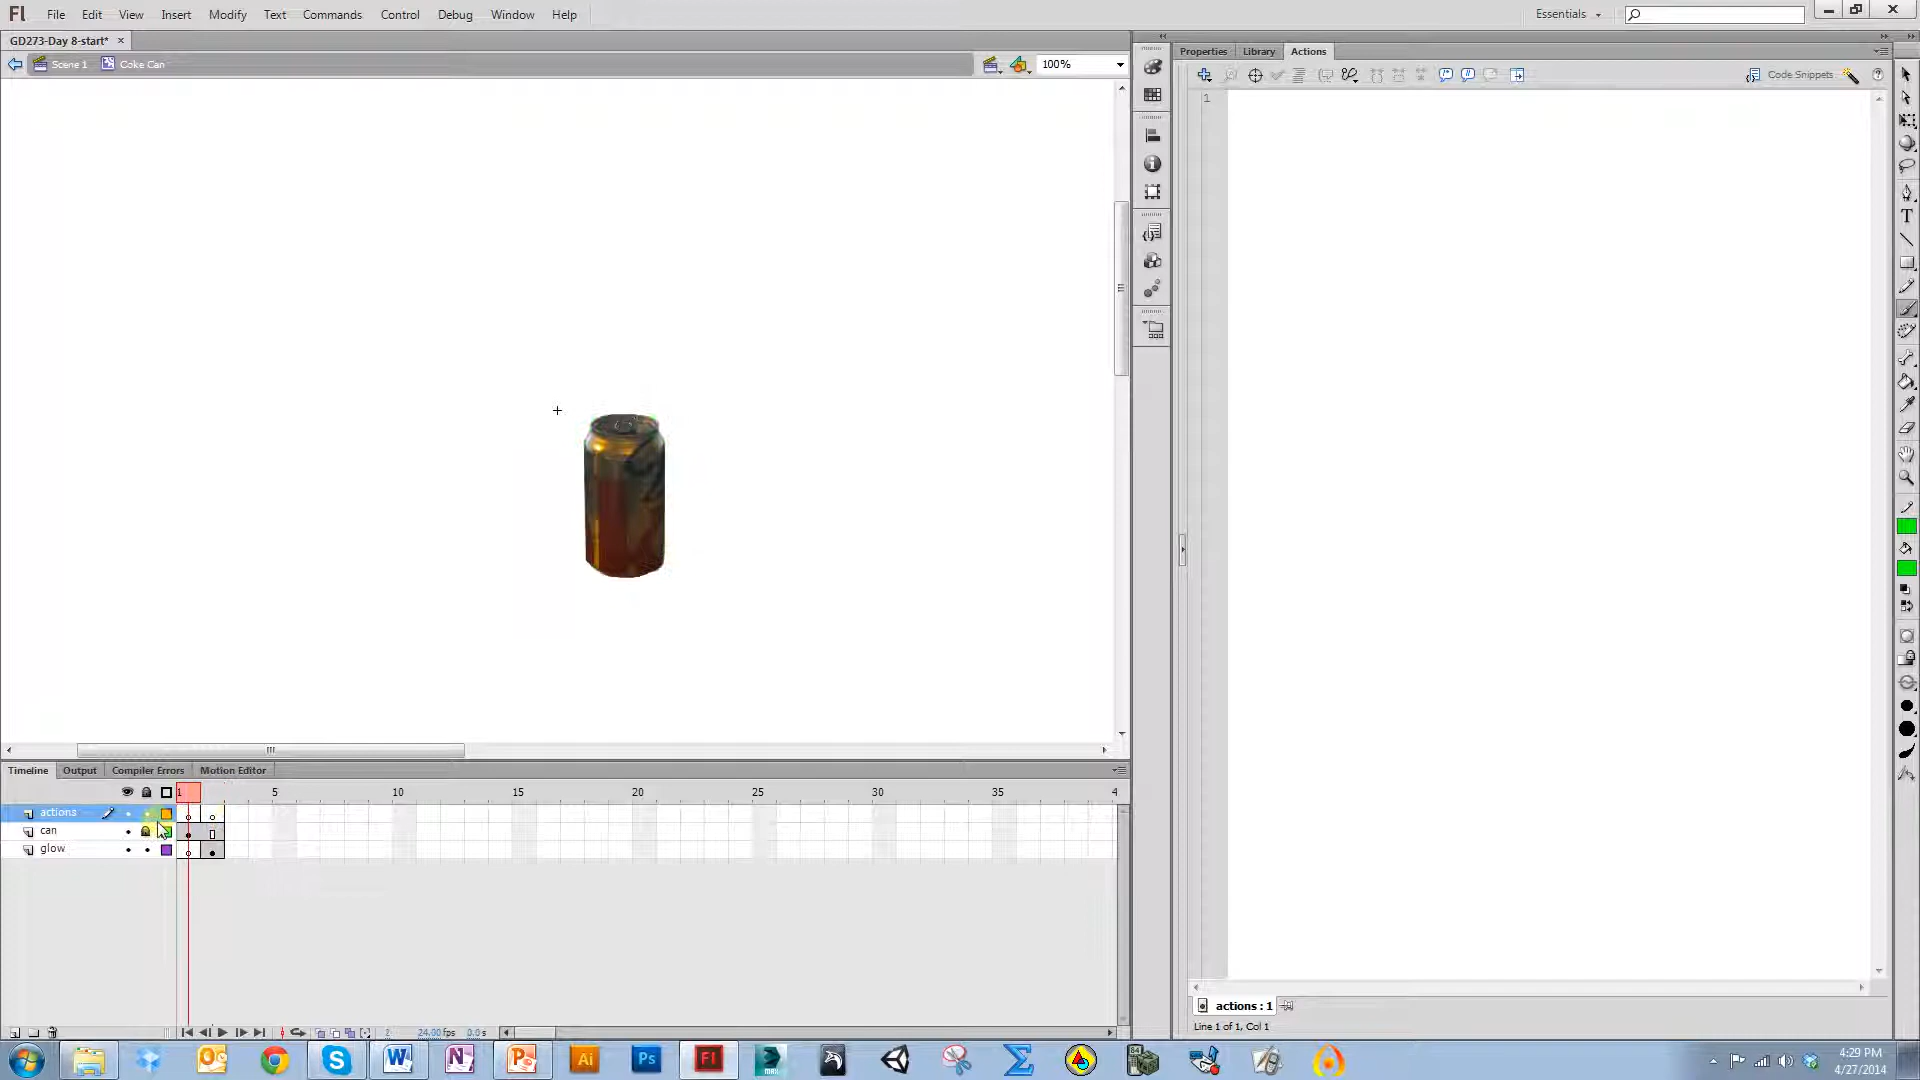 Fl File Edit View Insert Modify Text Commands Control Debug Window Help Essentials
GD273-Day 8-start* ×
Scene 1 Coke Can 100%
Properties Library Actions
Code Snippets
1
Timeline Output Compiler Errors Motion Editor
1 5 10 15 20 25 30 35 4
actions
can
glow
2 24.00 fps 0.0 s
actions : 1
Line 1 of 1, Col 1
4:29 PM
4/27/2014